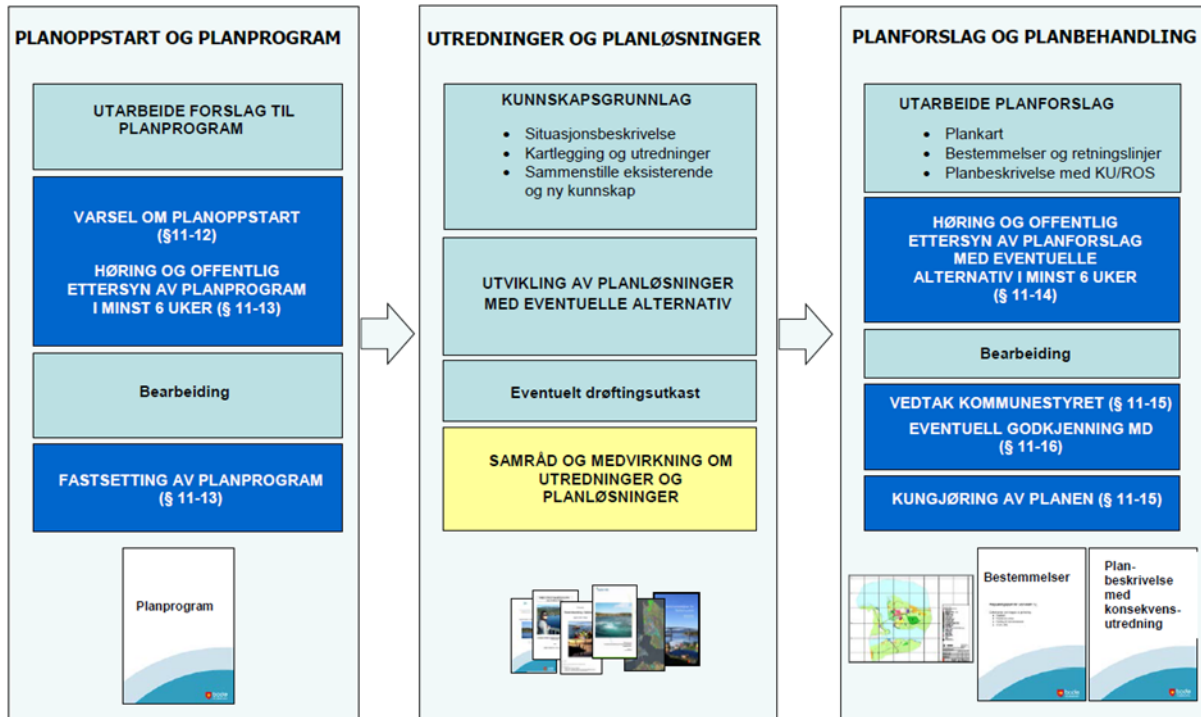 PLANOPPSTART OG PLANPROGRAM
UTARBEIDE FORSLAG TIL
PLANPROGRAM
VARSEL OM PLANOPPSTART
(§11-12)
HØRING OG OFFENTLIG
ETTERSYN AV PLANPROGRAM
I MINST 6 UKER (§ 11-13)
Bearbeiding
FASTSETTING AV PLANPROGRAM
(§ 11-13)
Planprogram
bodø
UTREDNINGER OG PLANLØSNINGER
KUNNSKAPSGRUNNLAG
• Situasjonsbeskrivelse
• Kartlegging og utredninger
• Sammenstille eksisterende
og ny kunnskap
UTVIKLING AV PLANLØSNINGER
MED EVENTUELLE ALTERNATIV
Eventuelt drøftingsutkast
SAMRÅD OG MEDVIRKNING OM
UTREDNINGER OG
PLANLØSNINGER
PLANFORSLAG OG PLANBEHANDLING
UTARBEIDE PLANFORSLAG
• Plankart
• Bestemmelser og retningslinjer
• Planbeskrivelse med KU/ROS
HØRING OG OFFENTLIG
ETTERSYN AV PLANFORSLAG
MED EVENTUELLE
ALTERNATIV I MINST 6 UKER
(§ 11-14)
Bearbeiding
VEDTAK KOMMUNESTYRET (§ 11-15)
EVENTUELL GODKJENNING MD
(§ 11-16)
KUNGJØRING AV PLANEN (§ 11-15)
Bestemmelser
bodø
Plan-
beskrivelse
med
konsekvens-
utredning
bodø